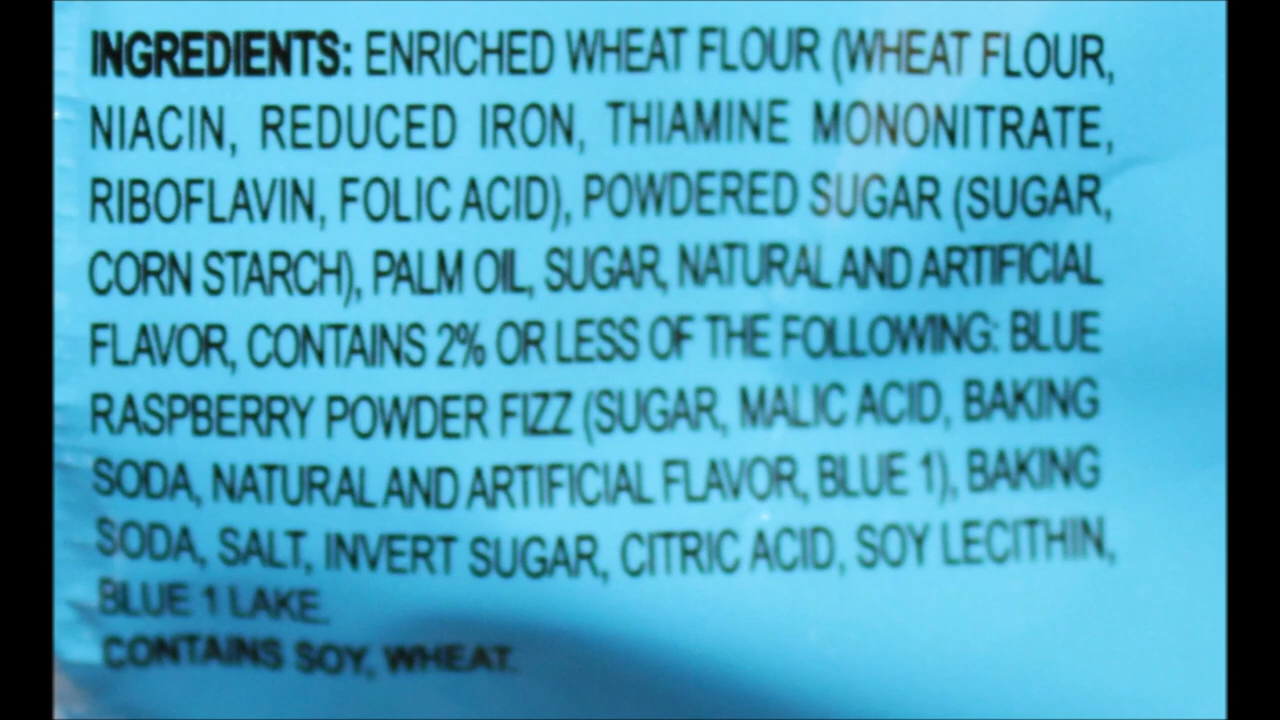 INGREDIENTS: ENRICHED WHEAT FLOUR (WHEAT FLOUR,
NIACIN, REDUCED IRON, THIAMINE MONONITRATE,
RIBOFLAVIN, FOLIC ACID), POWDERED SUGAR (SUGAR,
CORN STARCH), PALM OIL, SUGAR, NATURAL AND ARTIFICIAL
FLAVOR, CONTAINS 2% OR LESS OF THE FOLLOWING: BLUE
RASPBERRY POWDER FIZZ (SUGAR, MALIC ACID, BAKING
SODA, NATURAL AND ARTIFICIAL FLAVOR, BLUE 1), BAKING
SODA, SALT, INVERT SUGAR, CITRIC ACID, SOY LECITHIN,
BLUE 1 LAKE.
CONTAINS SOY, WHEAT.